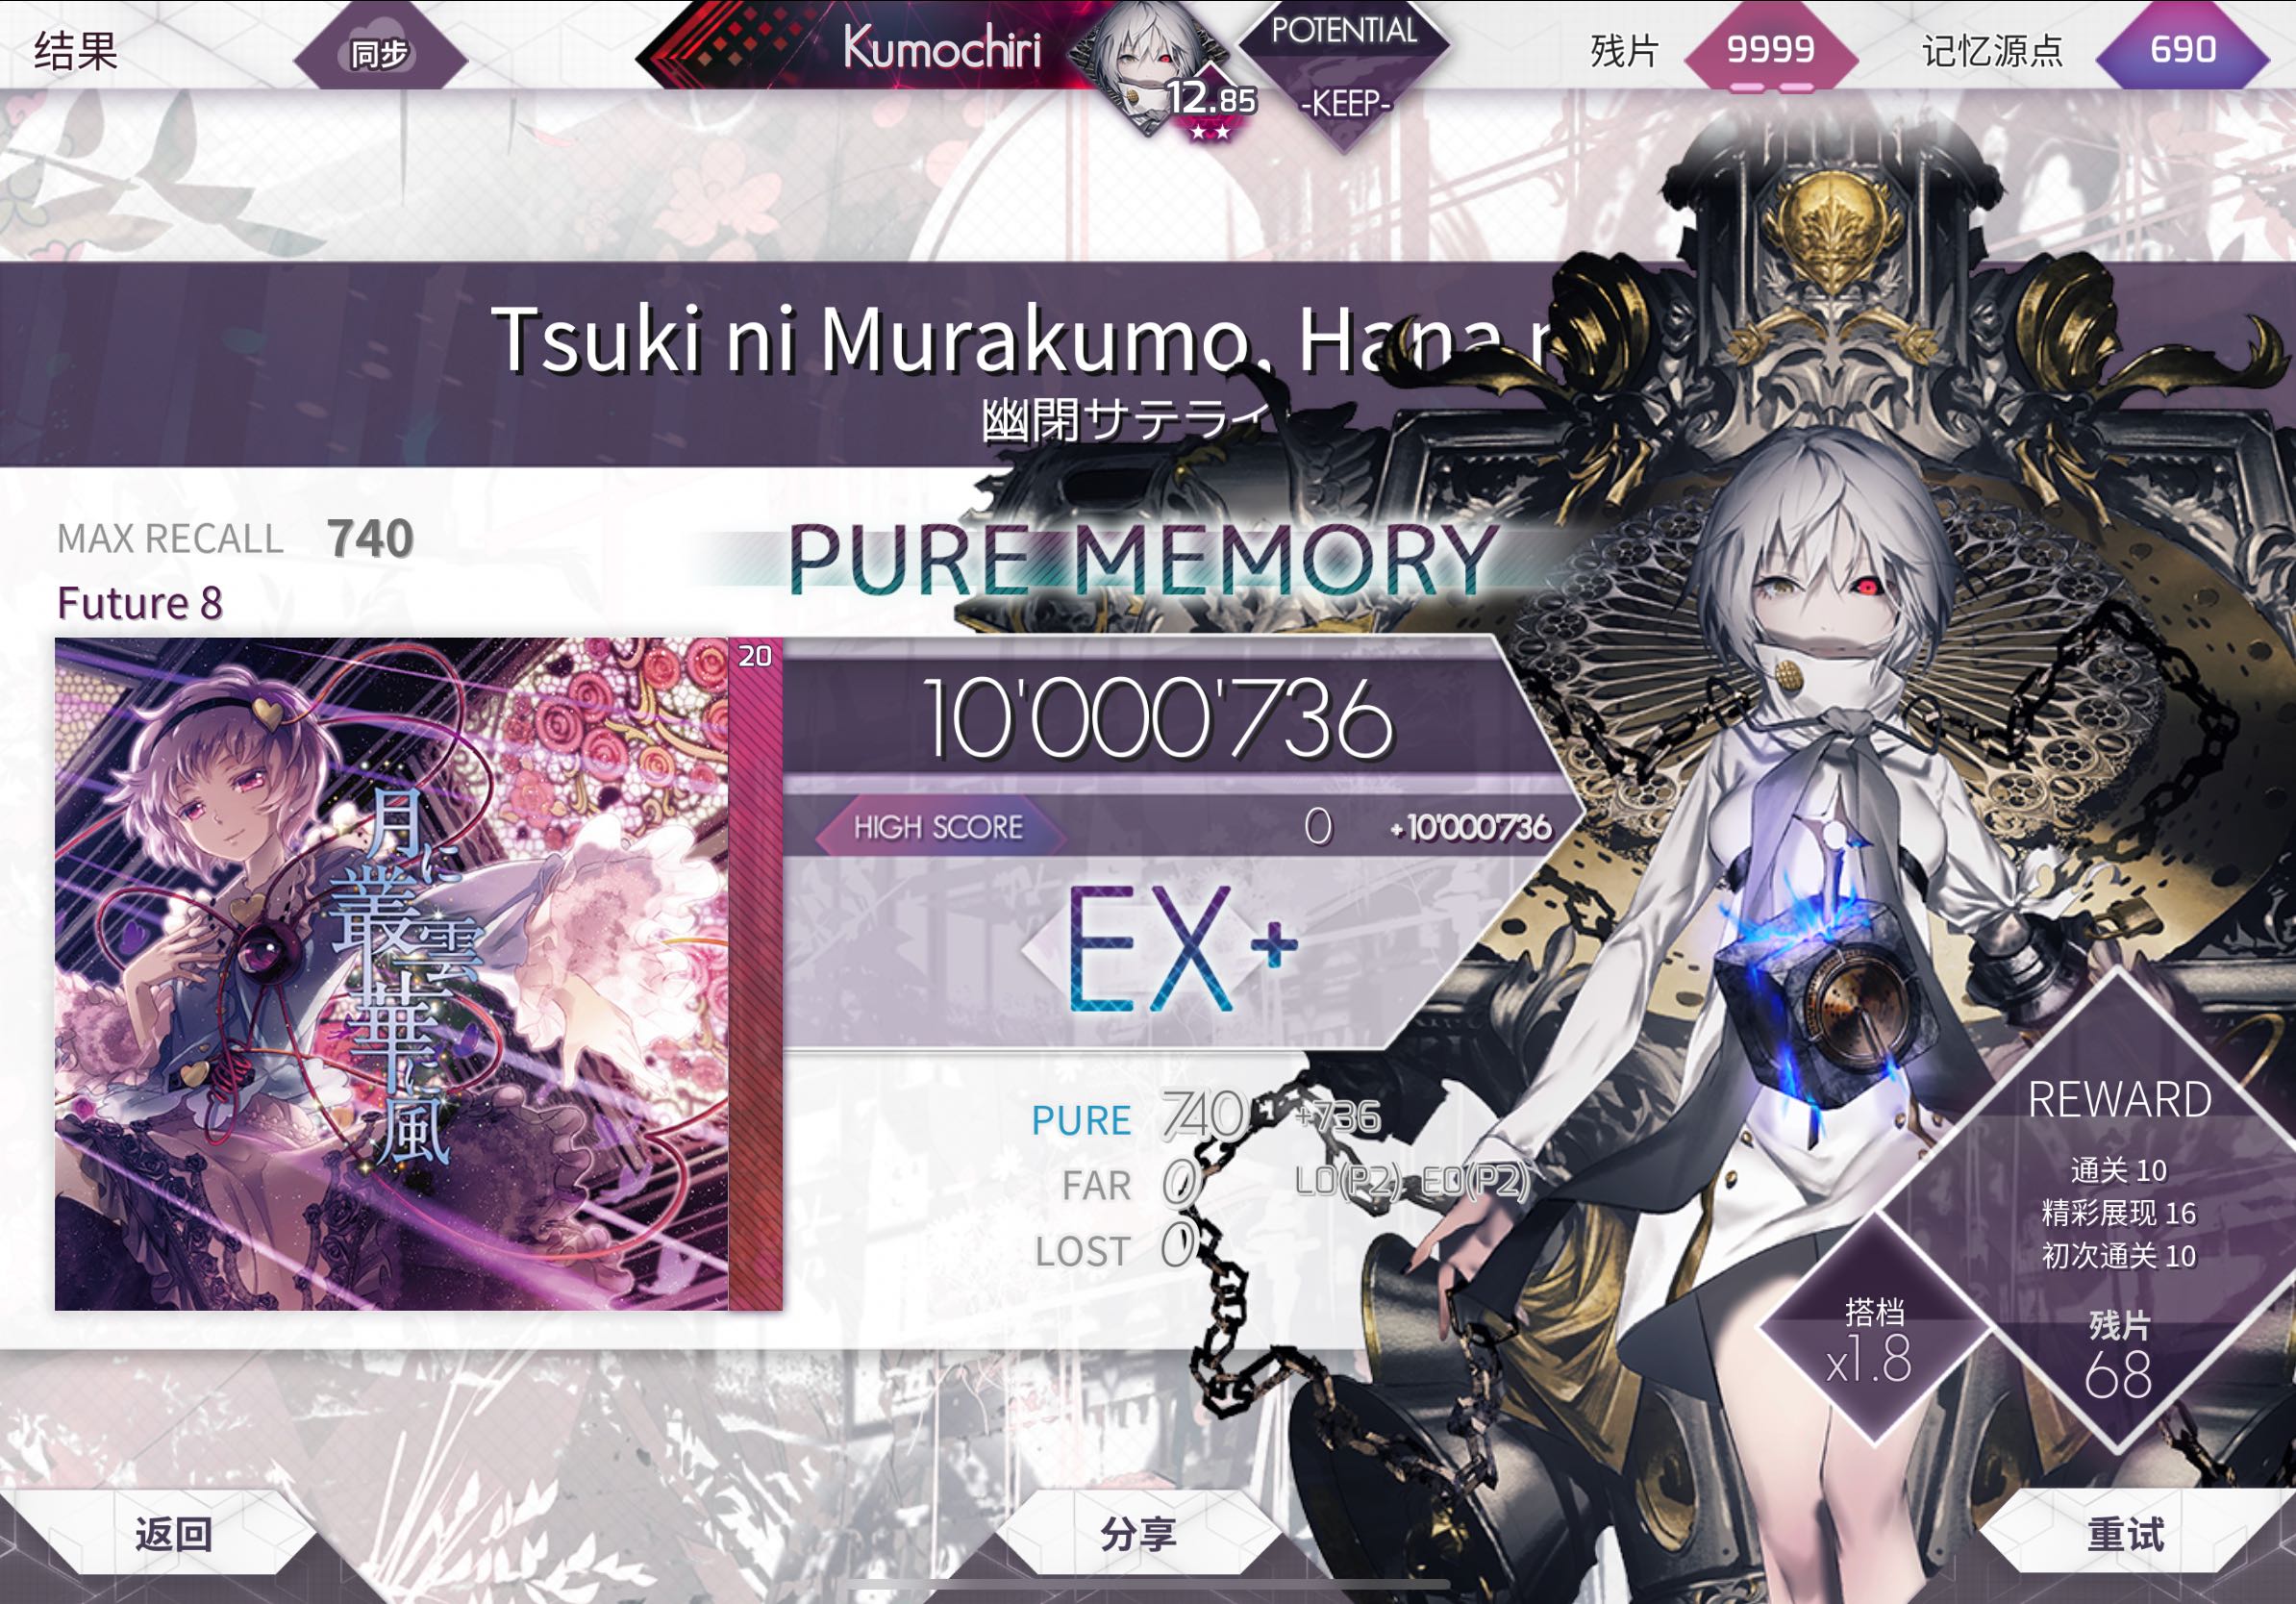 结果
同步
Kumochiri
12.85
POTENTIAL
-KEEP-
残片
9999
记忆源点
690
Tsuki ni Murakumo, Hana n
幽閉サテライ
MAX RECALL 740
PURE MEMORY
Future 8
20
月に
叢雲
華に
風
10'000'736
HIGH SCORE
0
+10'000'736
EX+
PURE 740 +736
FAR 0 L0(P2) E0(P2)
LOST 0
REWARD
通关 10
精彩展现 16
初次通关 10
残片
68
搭档
x1.8
返回
分享
重试